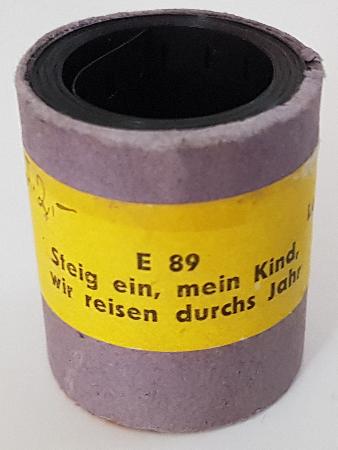 E 89
Steig ein, mein Kind,
wir reisen durchs Jahr